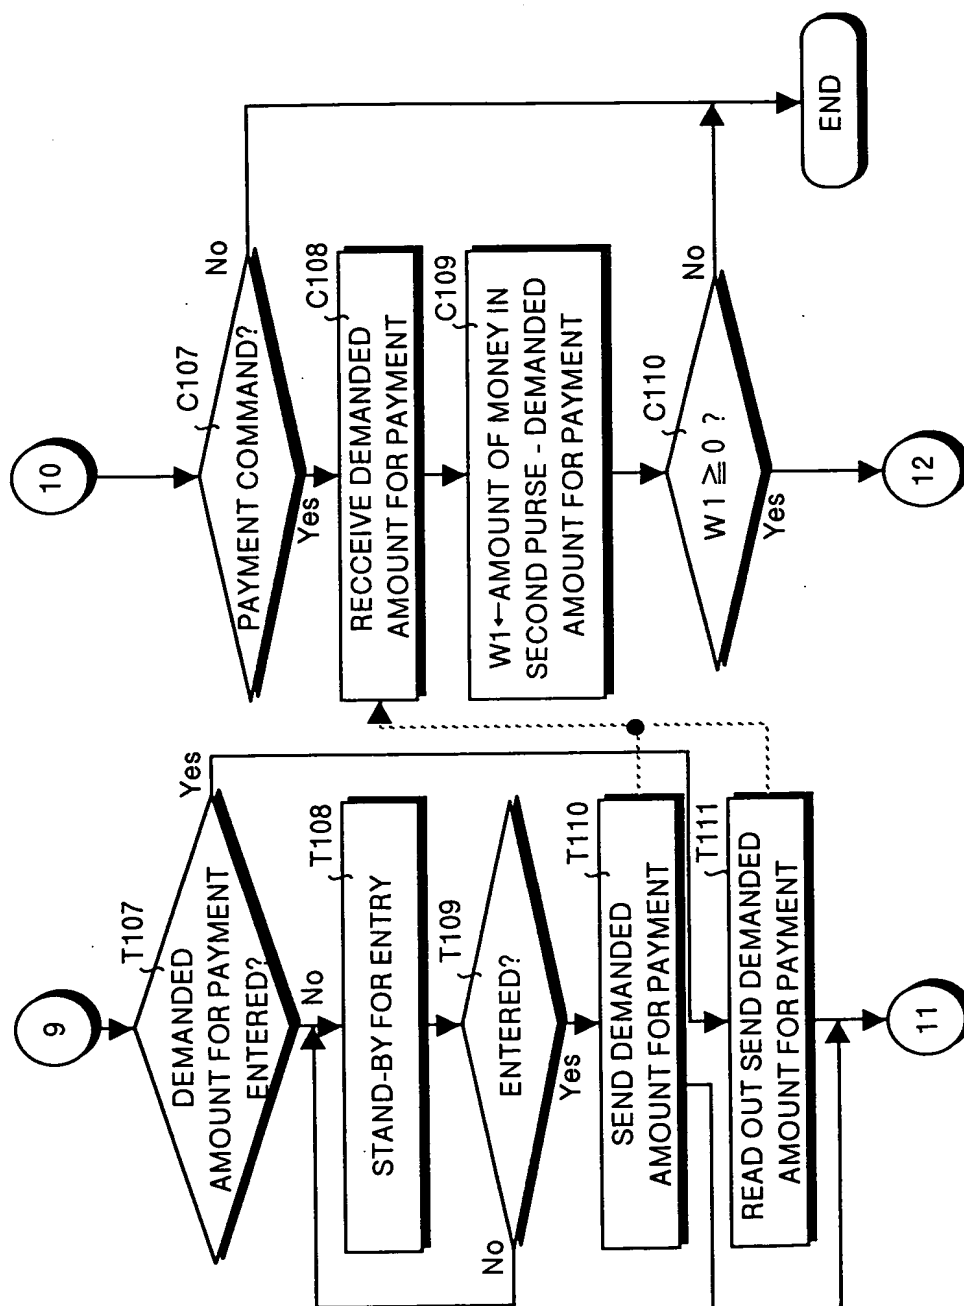 9
T107
DEMANDED
AMOUNT FOR PAYMENT
ENTERED?
Yes
No
T108
STAND-BY FOR ENTRY
T109
ENTERED?
No
Yes
T110
SEND DEMANDED
AMOUNT FOR PAYMENT
T111
READ OUT SEND DEMANDED
AMOUNT FOR PAYMENT
11
10
C107
PAYMENT COMMAND?
No
Yes
C108
RECCEIVE DEMANDED
AMOUNT FOR PAYMENT
C109
W1←AMOUNT OF MONEY IN
SECOND PURSE - DEMANDED
AMOUNT FOR PAYMENT
C110
W1≧0 ?
No
Yes
12
END